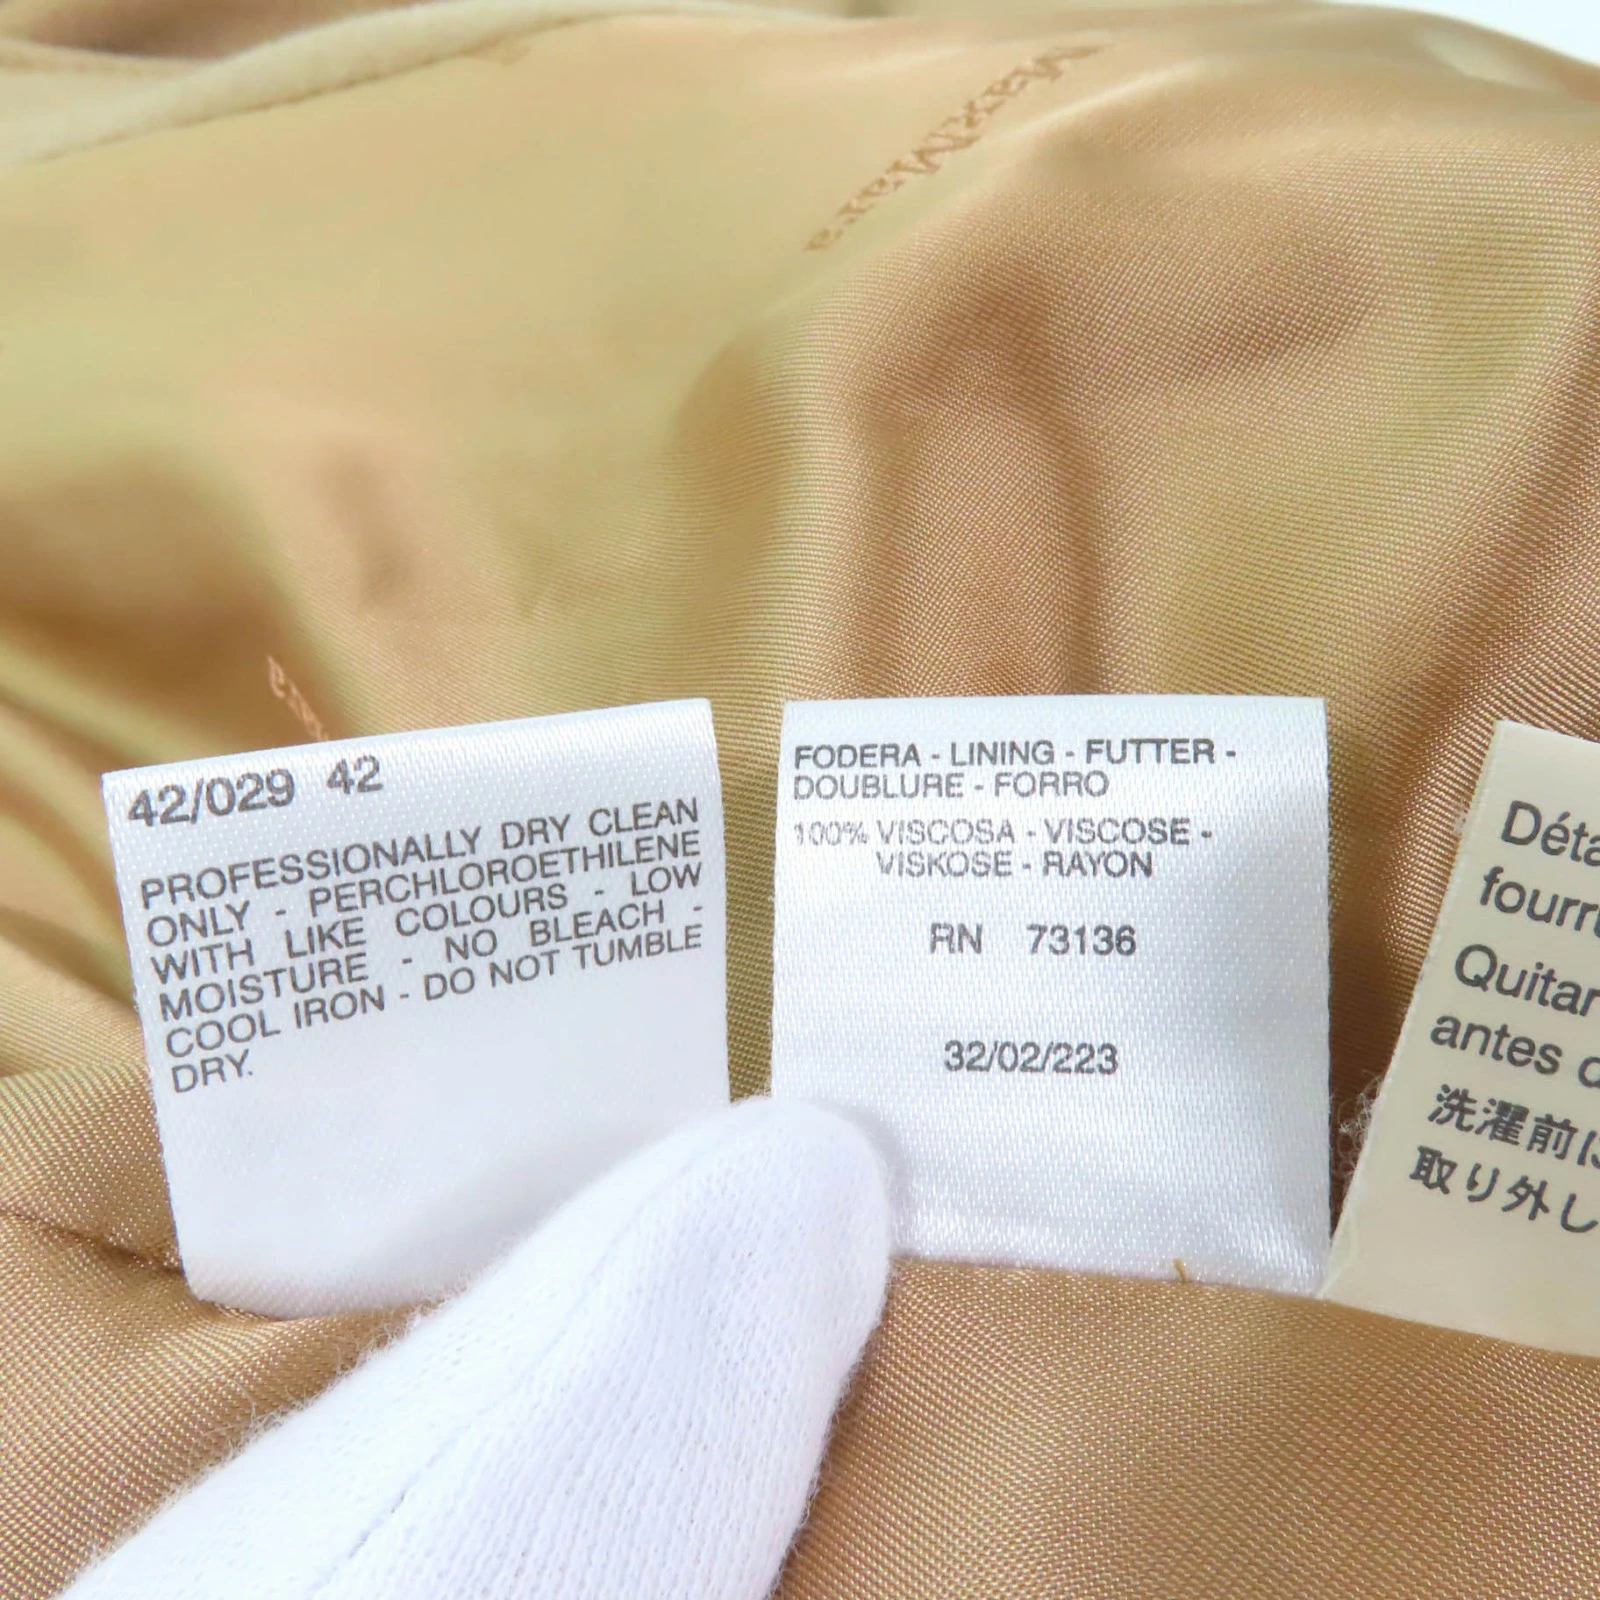 MaxMara
42/029 42
PROFESSIONALLY DRY CLEAN
ONLY - PERCHLOROETHILENE
WITH LIKE COLOURS - LOW
MOISTURE - NO BLEACH -
COOL IRON - DO NOT TUMBLE
DRY.
FODERA - LINING - FUTTER -
DOUBLURE - FORRO
100% VISCOSA - VISCOSE -
VISKOSE - RAYON
RN 73136
32/02/223
Quitar
antes
洗濯前に
取り外し